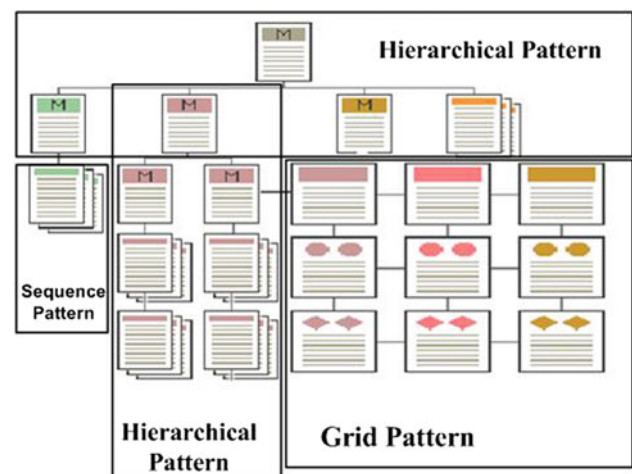 M
Hierarchical Pattern
M
M
M
M
M
Sequence
Pattern
Hierarchical
Pattern
Grid Pattern